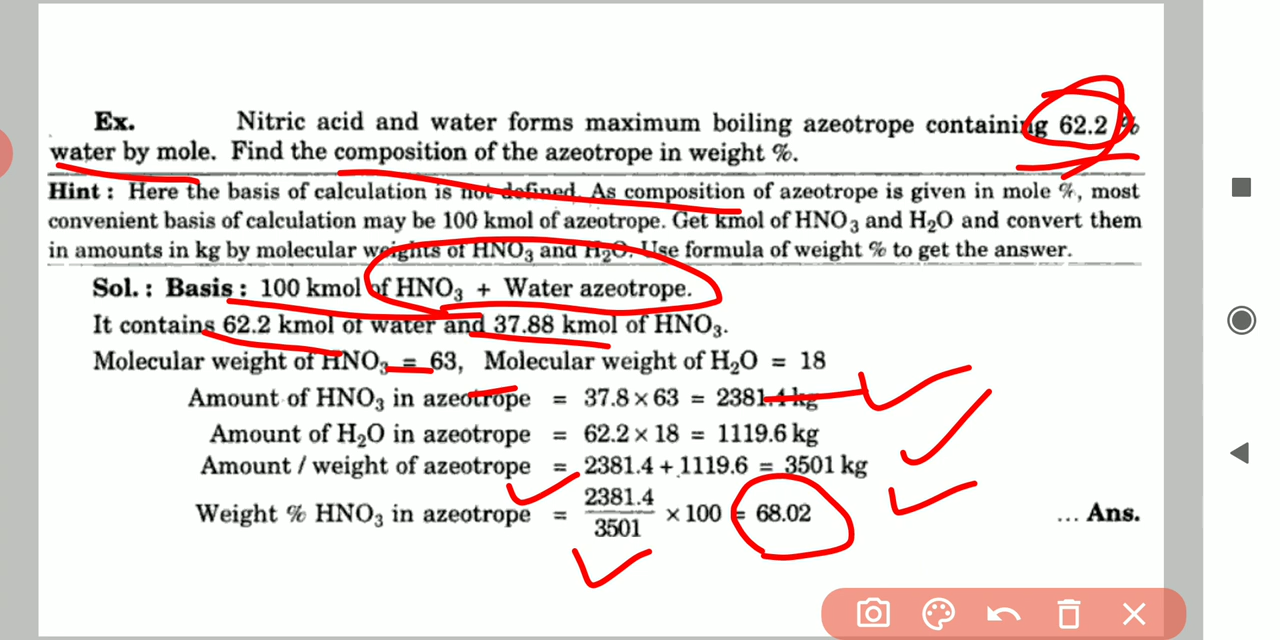 Ex. Nitric acid and water forms maximum boiling azeotrope containing 62.2 %
water by mole. Find the composition of the azeotrope in weight %.
Hint : Here the basis of calculation is not defined. As composition of azeotrope is given in mole %, most
convenient basis of calculation may be 100 kmol of azeotrope. Get kmol of HNO₃ and H₂O and convert them
in amounts in kg by molecular weights of HNO₃ and H₂O. Use formula of weight % to get the answer.
Sol. : Basis : 100 kmol of HNO₃ + Water azeotrope.
It contains 62.2 kmol of water and 37.88 kmol of HNO₃.
Molecular weight of HNO₃ = 63, Molecular weight of H₂O = 18
Amount of HNO₃ in azeotrope = 37.8 × 63 = 2381.4 kg
Amount of H₂O in azeotrope = 62.2 × 18 = 1119.6 kg
Amount / weight of azeotrope = 2381.4 + 1119.6 = 3501 kg
Weight % HNO₃ in azeotrope = 2381.4 / 3501 × 100 = 68.02 ... Ans.